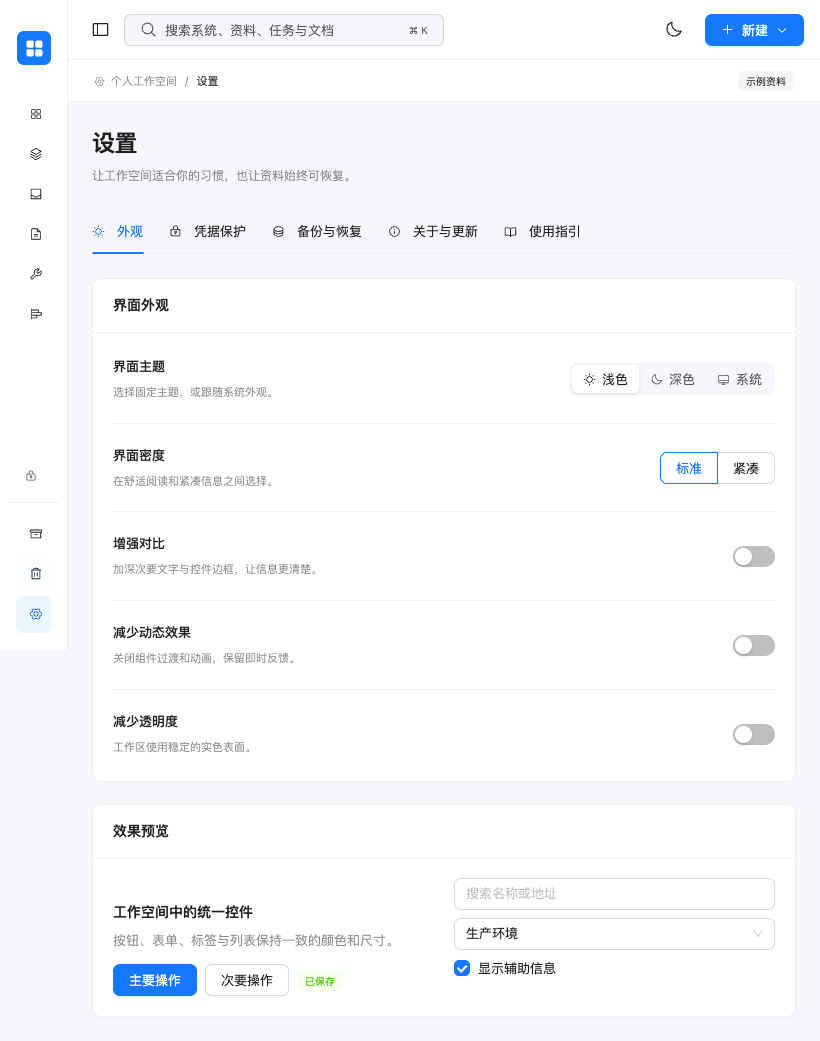 搜索系统、资料、任务与文档 ⌘ K
新建
个人工作空间 / 设置
示例资料
设置
让工作空间适合你的习惯，也让资料始终可恢复。
外观 凭据保护 备份与恢复 关于与更新 使用指引
界面外观
界面主题
选择固定主题，或跟随系统外观。
浅色 深色 系统
界面密度
在舒适阅读和紧凑信息之间选择。
标准 紧凑
增强对比
加深次要文字与控件边框，让信息更清楚。
减少动态效果
关闭组件过渡和动画，保留即时反馈。
减少透明度
工作区使用稳定的实色表面。
效果预览
工作空间中的统一控件
按钮、表单、标签与列表保持一致的颜色和尺寸。
主要操作 次要操作 已保存
搜索名称或地址
生产环境
显示辅助信息